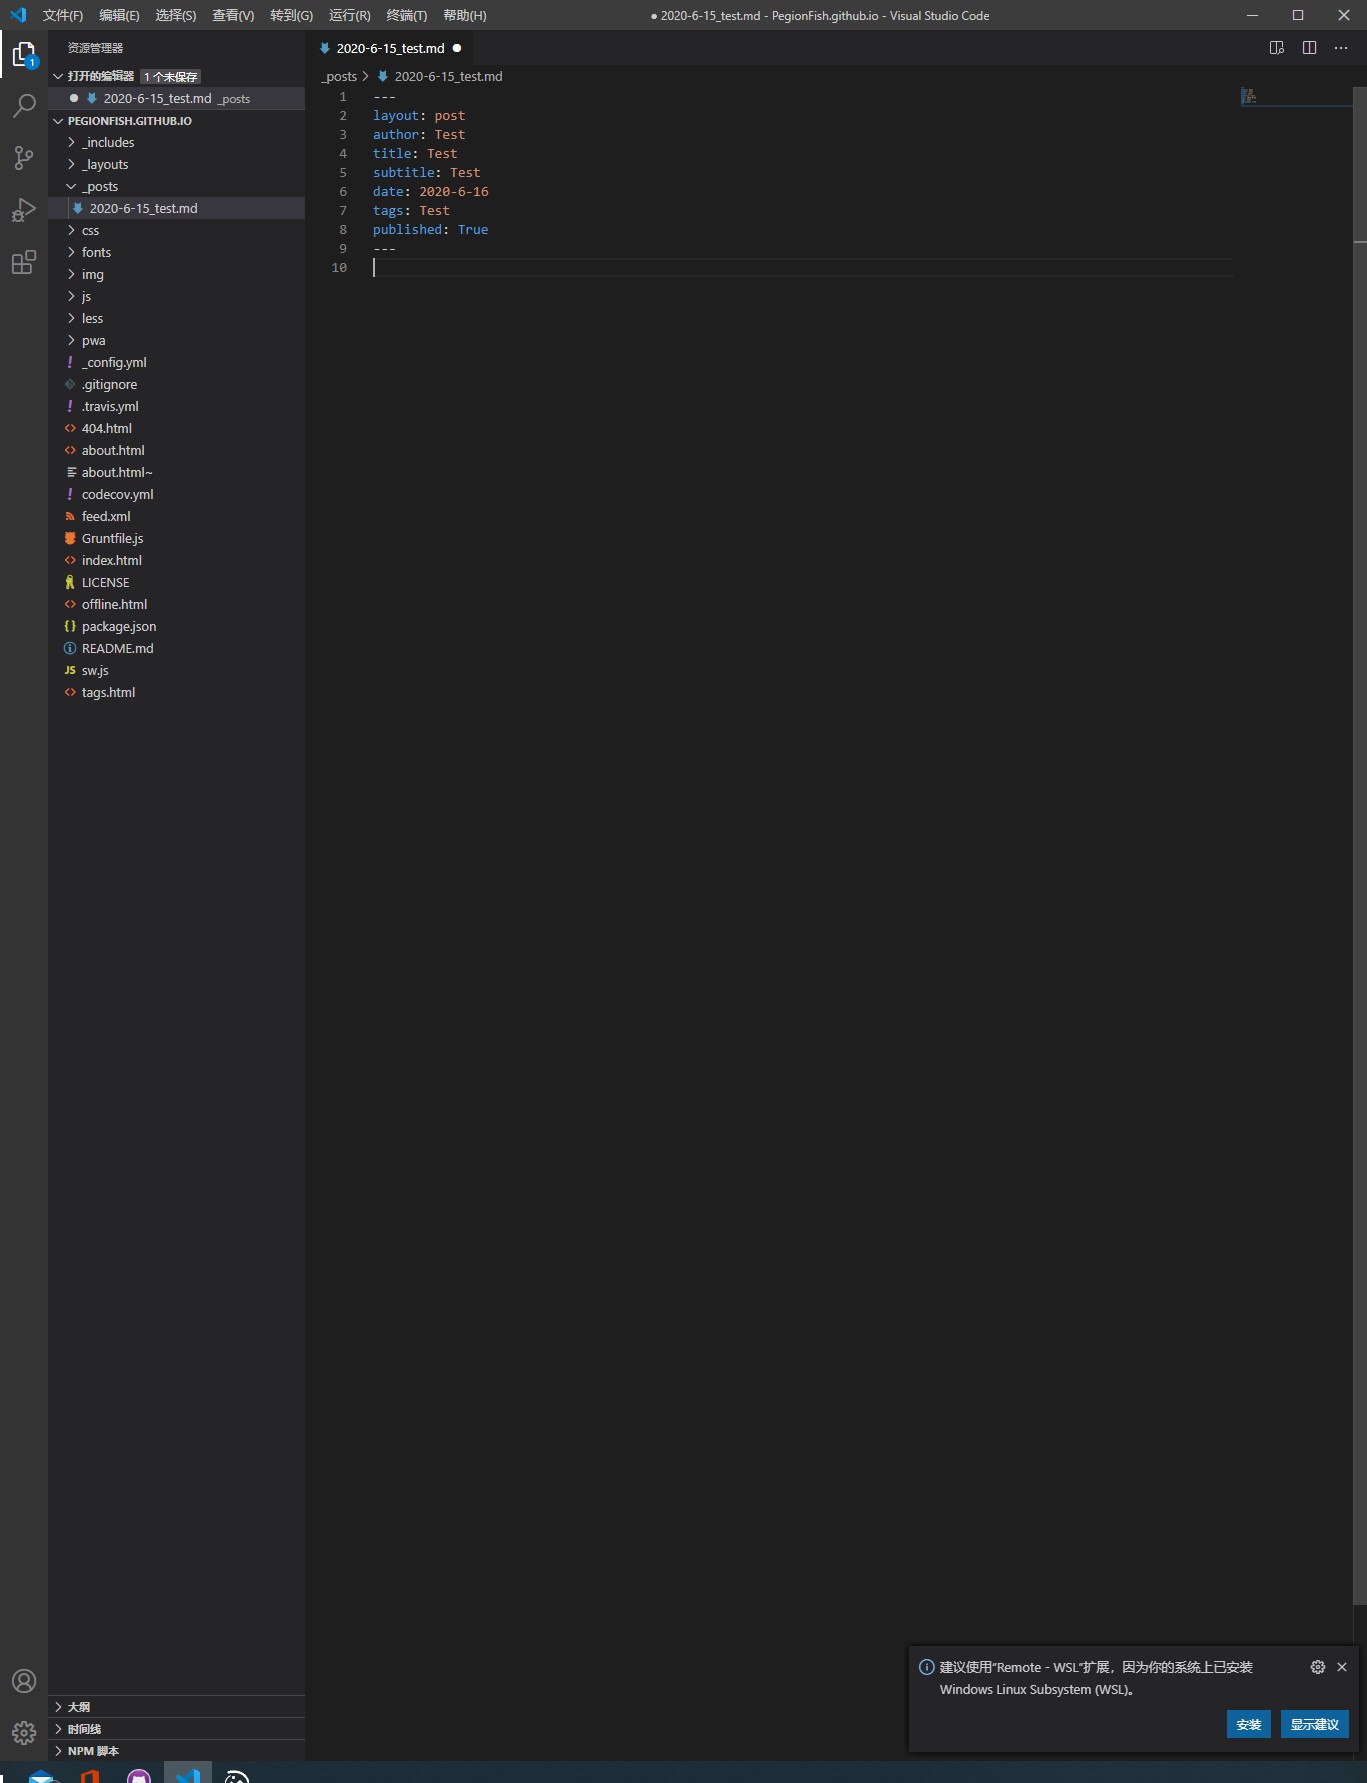 文件(F) 编辑(E) 选择(S) 查看(V) 转到(G) 运行(R) 终端(T) 帮助(H) ● 2020-6-15_test.md - PegionFish.github.io - Visual Studio Code
资源管理器
打开的编辑器 1 个未保存
2020-6-15_test.md _posts
PEGIONFISH.GITHUB.IO
_includes
_layouts
_posts
2020-6-15_test.md
css
fonts
img
js
less
pwa
_config.yml
.gitignore
.travis.yml
404.html
about.html
about.html~
codecov.yml
feed.xml
Gruntfile.js
index.html
LICENSE
offline.html
package.json
README.md
sw.js
tags.html
大纲
时间线
NPM 脚本
1
2020-6-15_test.md
_posts > 2020-6-15_test.md
1 ---
2 layout: post
3 author: Test
4 title: Test
5 subtitle: Test
6 date: 2020-6-16
7 tags: Test
8 published: True
9 ---
10
建议使用"Remote - WSL"扩展，因为你的系统上已安装
Windows Linux Subsystem (WSL)。
安装 显示建议